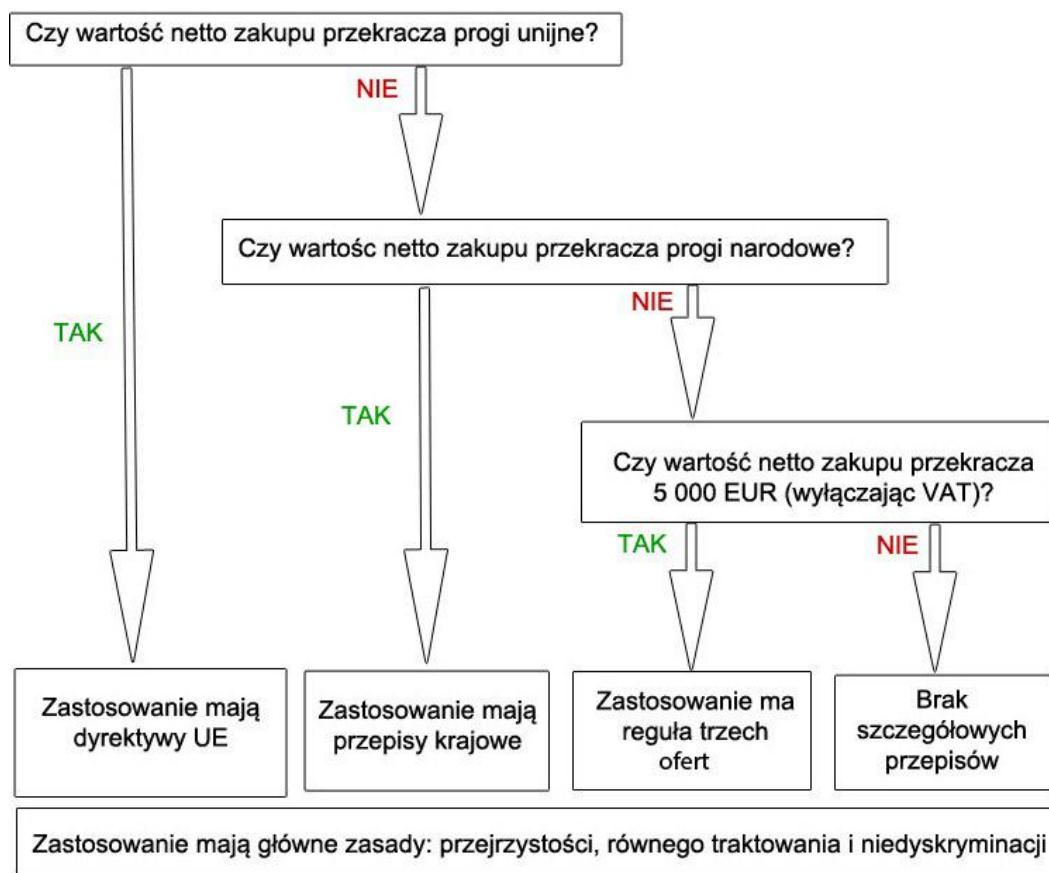 Czy wartość netto zakupu przekracza progi unijne?
NIE
Czy wartośc netto zakupu przekracza progi narodowe?
TAK
NIE
TAK
Czy wartość netto zakupu przekracza
5 000 EUR (wyłączając VAT)?
TAK
NIE
Zastosowanie mają
dyrektywy UE
Zastosowanie mają
przepisy krajowe
Zastosowanie ma
reguła trzech
ofert
Brak
szczegółowych
przepisów
Zastosowanie mają główne zasady: przejrzystości, równego traktowania i niedyskryminacji